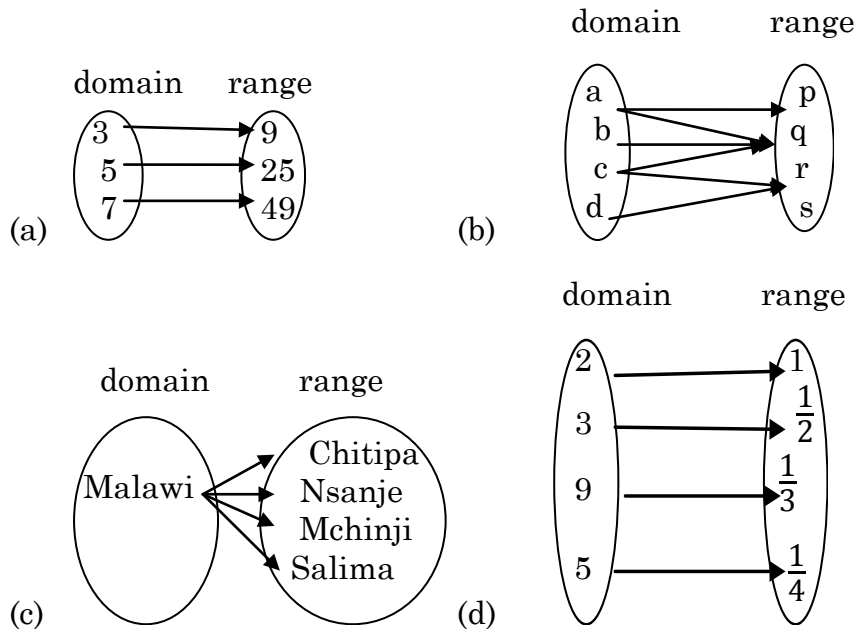 domain range
3 9
5 25
7 49
(a)
domain range
a p
b q
c r
d s
(b)
domain range
Malawi
Chitipa
Nsanje
Mchinji
Salima
(c)
domain range
2 1
3 1/2
9 1/3
5 1/4
(d)